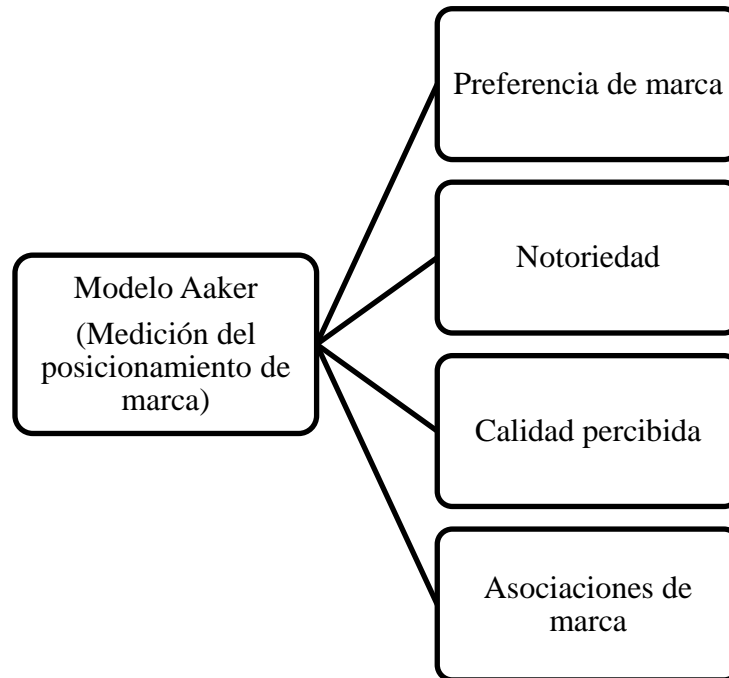 Modelo Aaker
(Medición del
posicionamiento de
marca)
Preferencia de marca
Notoriedad
Calidad percibida
Asociaciones de
marca